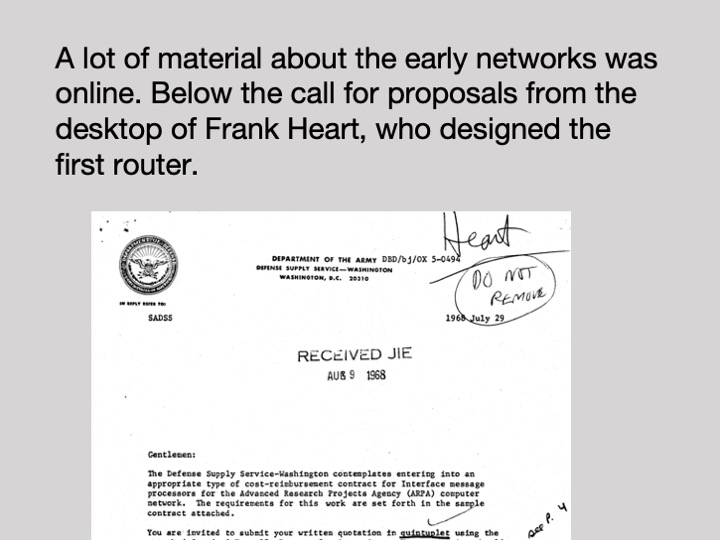 A lot of material about the early networks was
online. Below the call for proposals from the
desktop of Frank Heart, who designed the
first router.
Heart
DEPARTMENT OF THE ARMY DBD/bj/OX 5-0494
DEFENSE SUPPLY SERVICE—WASHINGTON
WASHINGTON, D.C. 20310
DO NOT
REMOVE
IN REPLY REFER TO:
SADSS
1968 July 29
RECEIVED JIE
AUG 9 1968
Gentlemen:
The Defense Supply Service-Washington contemplates entering into an
appropriate type of cost-reimbursement contract for Interface message
processors for the Advanced Research Projects Agency (ARPA) computer
network. The requirements for this work are set forth in the sample
contract attached.
See P. 4
You are invited to submit your written quotation in quintuplet using the